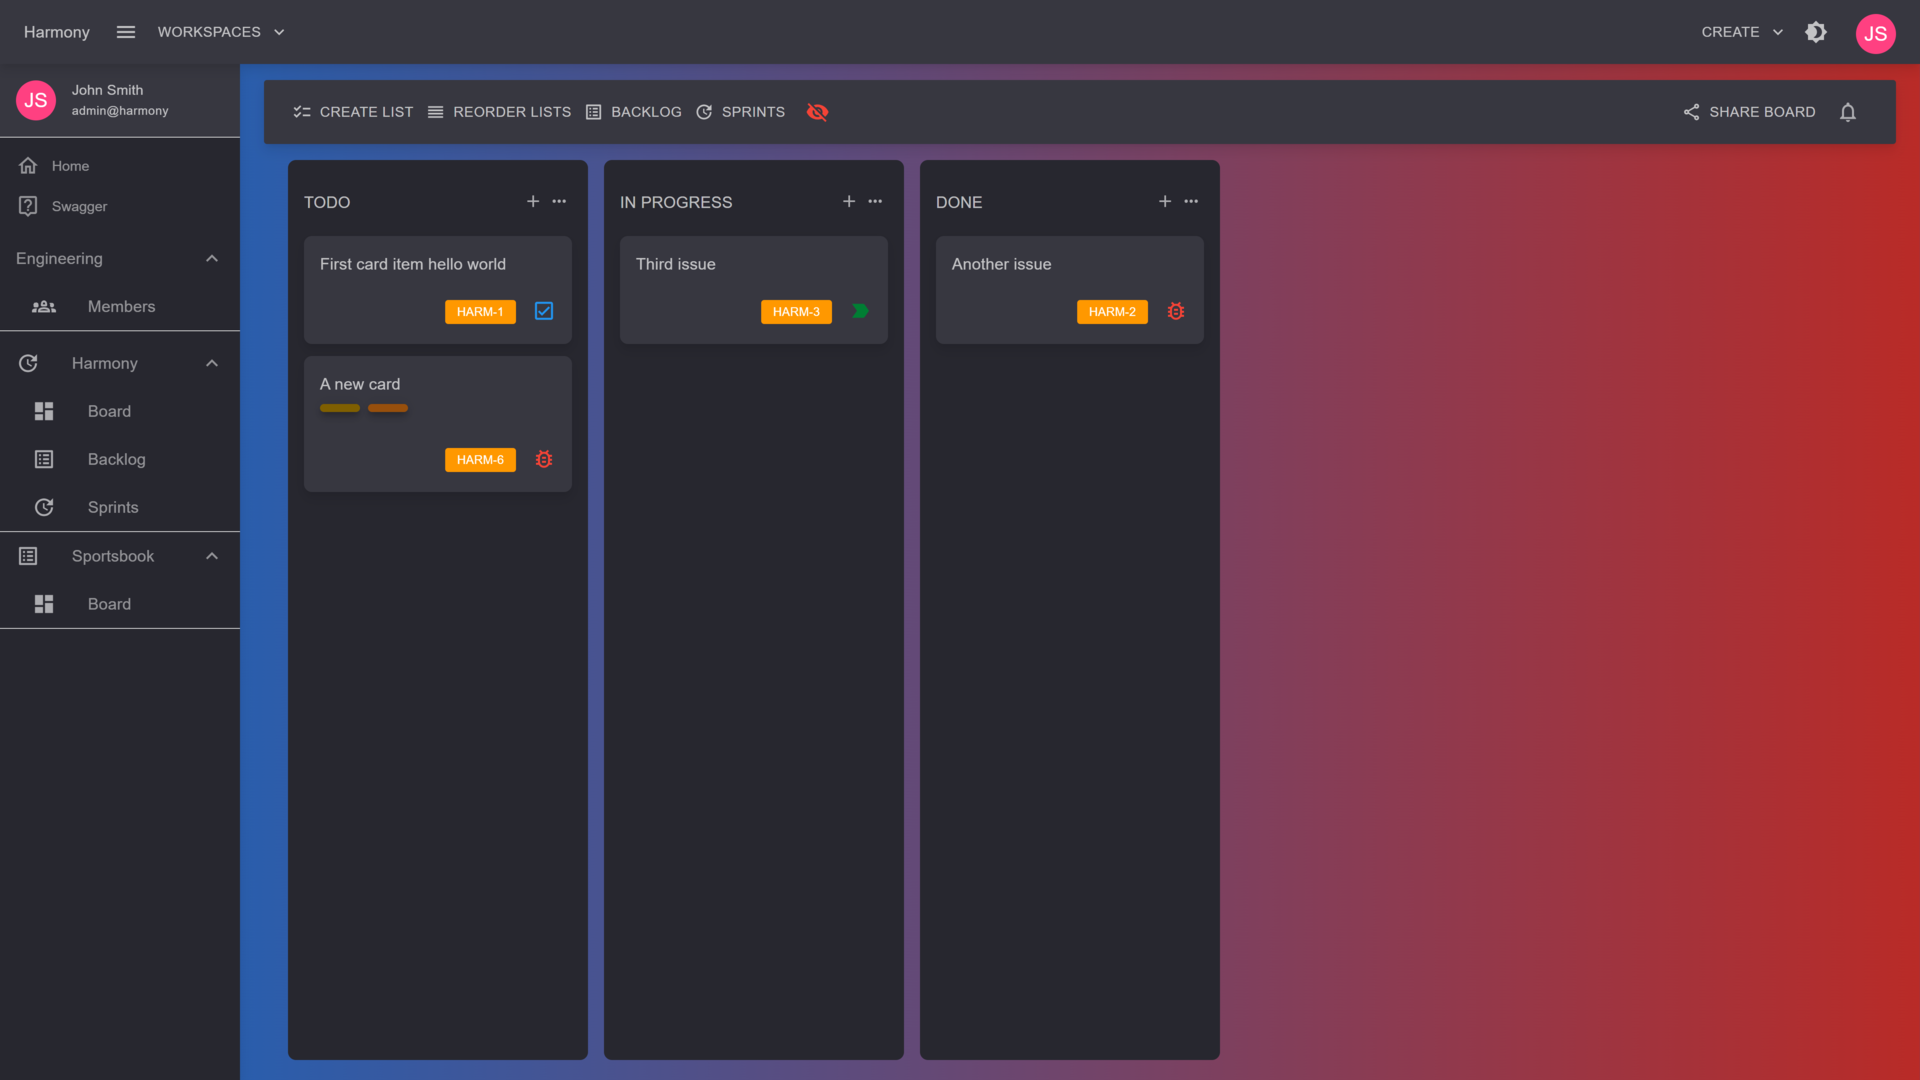 Harmony WORKSPACES CREATE JS
JS John Smith
admin@harmony
Home
Swagger
Engineering
Members
Harmony
Board
Backlog
Sprints
Sportsbook
Board
CREATE LIST REORDER LISTS BACKLOG SPRINTS SHARE BOARD
TODO
First card item hello world
HARM-1
A new card
HARM-6
IN PROGRESS
Third issue
HARM-3
DONE
Another issue
HARM-2